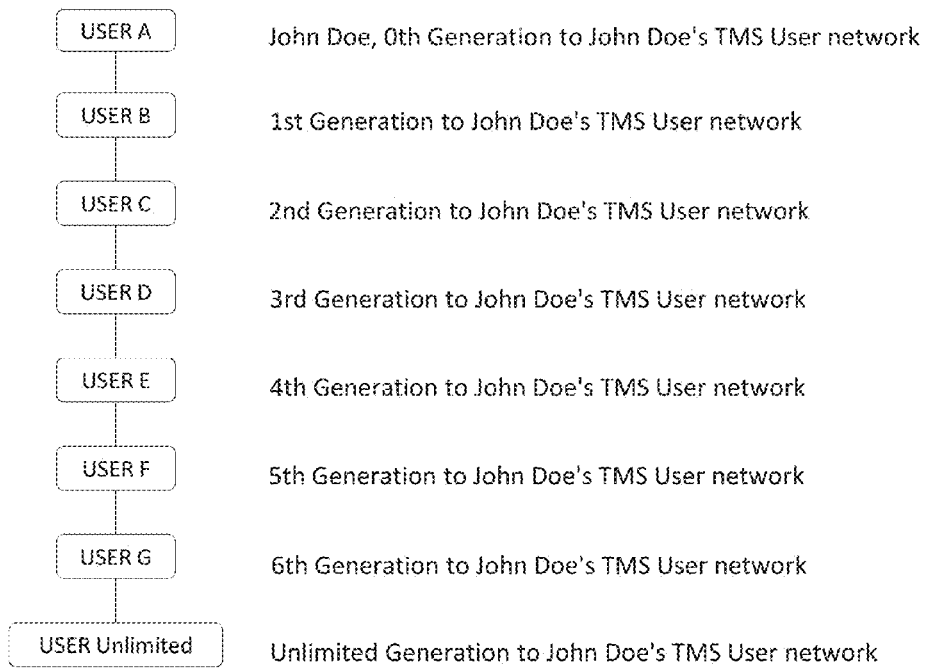 USER A
John Doe, 0th Generation to John Doe's TMS User network
USER B
1st Generation to John Doe's TMS User network
USER C
2nd Generation to John Doe's TMS User network
USER D
3rd Generation to John Doe's TMS User network
USER E
4th Generation to John Doe's TMS User network
USER F
5th Generation to John Doe's TMS User network
USER G
6th Generation to John Doe's TMS User network
USER Unlimited
Unlimited Generation to John Doe's TMS User network